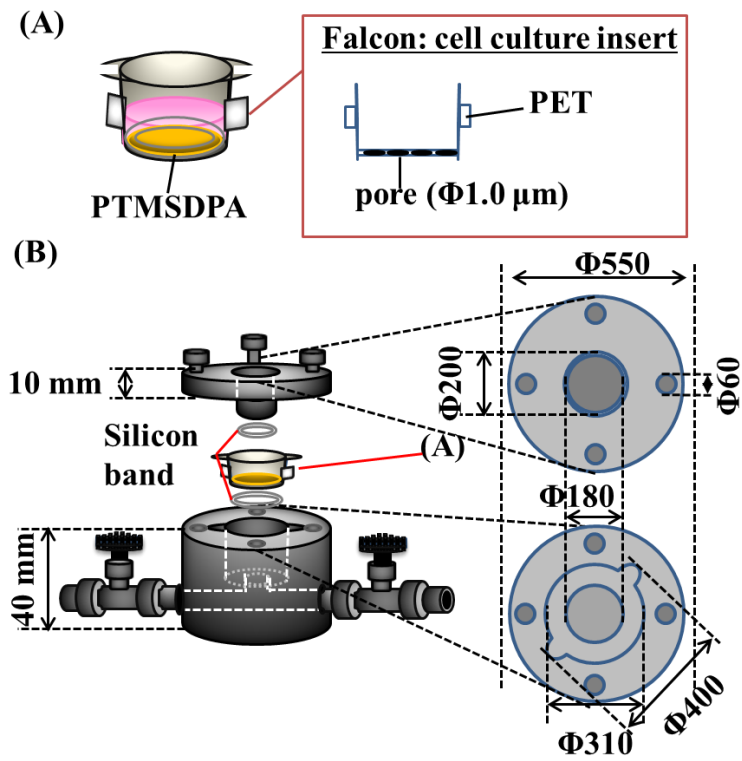 (A)
Falcon: cell culture insert
PET
PTMSDPA
pore (Φ1.0 μm)
(B)
Φ550
10 mm
Φ200
Φ60
Silicon
band
(A)
Φ180
40 mm
Φ400
Φ310